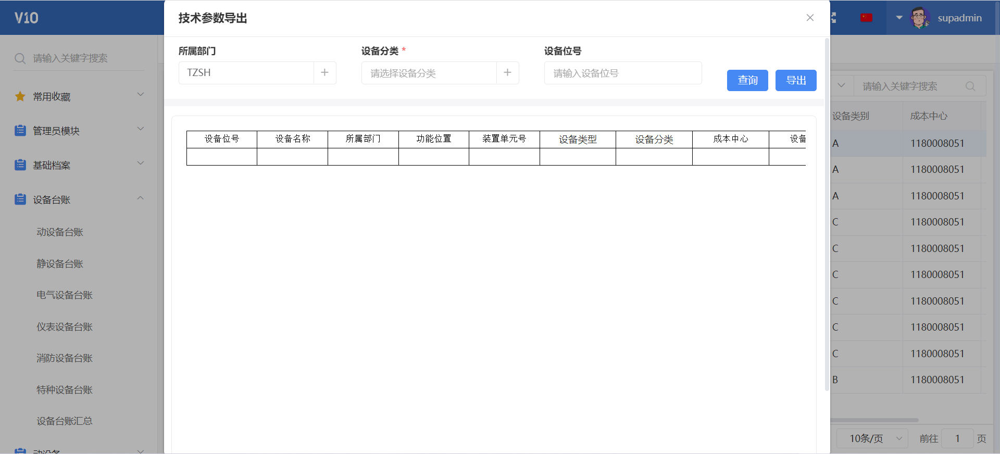 V10
技术参数导出
supadmin
请输入关键字搜索
常用收藏
管理员模块
基础档案
设备台账
动设备台账
静设备台账
电气设备台账
仪表设备台账
消防设备台账
特种设备台账
设备台账汇总
动设备
所属部门
TZSH
设备分类 *
请选择设备分类
设备位号
请输入设备位号
查询
导出
设备位号 设备名称 所属部门 功能位置 装置单元号 设备类型 设备分类 成本中心 设备
请输入关键字搜索
设备类别 成本中心
A 1180008051
A 1180008051
A 1180008051
C 1180008051
C 1180008051
C 1180008051
C 1180008051
C 1180008051
C 1180008051
B 1180008051
10条/页 前往 1 页